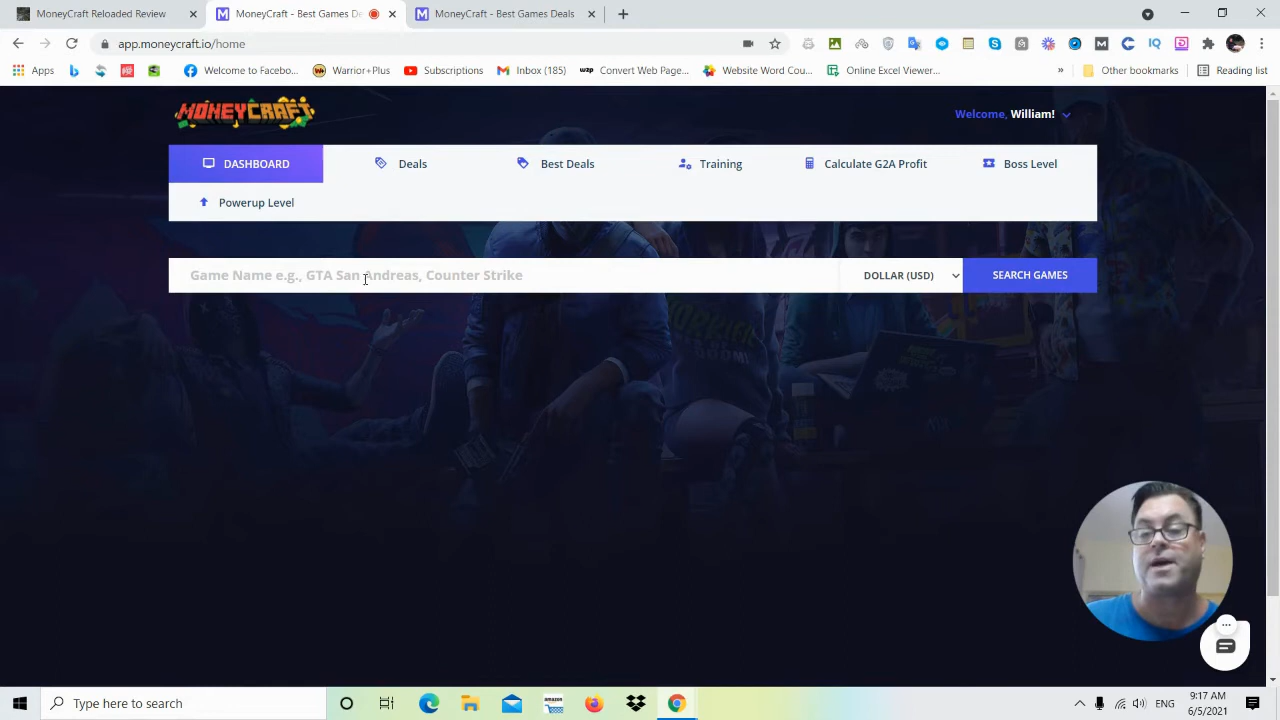 MoneyCraft Reloaded Review
MoneyCraft - Best Games De
MoneyCraft - Best Games Deals
app.moneycraft.io/home
Apps
Welcome to Facebo...
Warrior+Plus
Subscriptions
Inbox (185)
wzp Convert Web Page...
Website Word Cou...
Online Excel Viewer...
»
Other bookmarks
Reading list
MONEYCRAFT
Welcome, William!
DASHBOARD
Deals
Best Deals
Training
Calculate G2A Profit
Boss Level
Powerup Level
Game Name e.g., GTA San Andreas, Counter Strike
DOLLAR (USD)
SEARCH GAMES
Type here to search
amazon
ENG
9:17 AM
6/5/2021